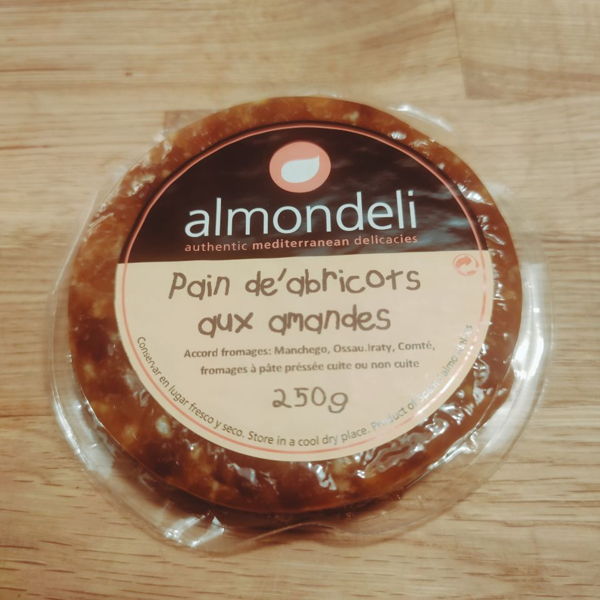 almondeli
authentic mediterranean delicacies
Pain de'abricots
aux amandes
Accord fromages: Manchego, Ossau.Iraty, Comté,
fromages à pâte préssée cuite ou non cuite
250g
Conservar en lugar fresco y seco. Store in a cool dry place. Product of